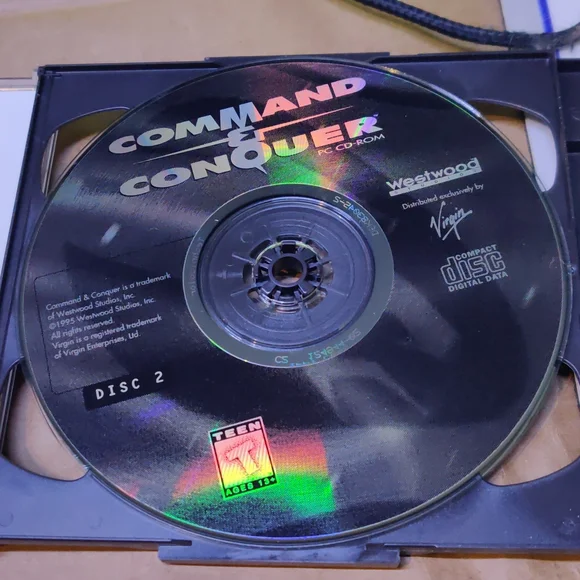 COMMAND
&
CONQUER
PC CD-ROM
Westwood
Distributed exclusively by
Virgin
COMPACT
disc
DIGITAL DATA
Command & Conquer is a trademark
of Westwood Studios, Inc.
©1995 Westwood Studios, Inc.
All rights reserved.
Virgin is a registered trademark
of Virgin Enterprises, Ltd
DISC 2
TEEN
T
AGES 13+